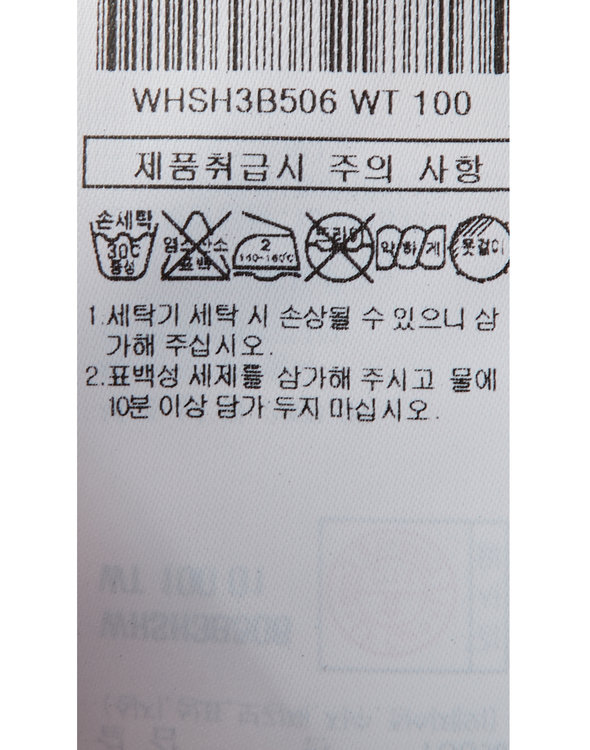 WHSH3B506 WT 100
제품취급시 주의 사항
손세탁
30℃
중성
염소산소
표백
2
140-160℃
드라이
약하게
옷걸이
1.세탁기 세탁 시 손상될 수 있으니 삼
가해 주십시오.
2.표백성 세제를 삼가해 주시고 물에
10분 이상 담가 두지 마십시오.